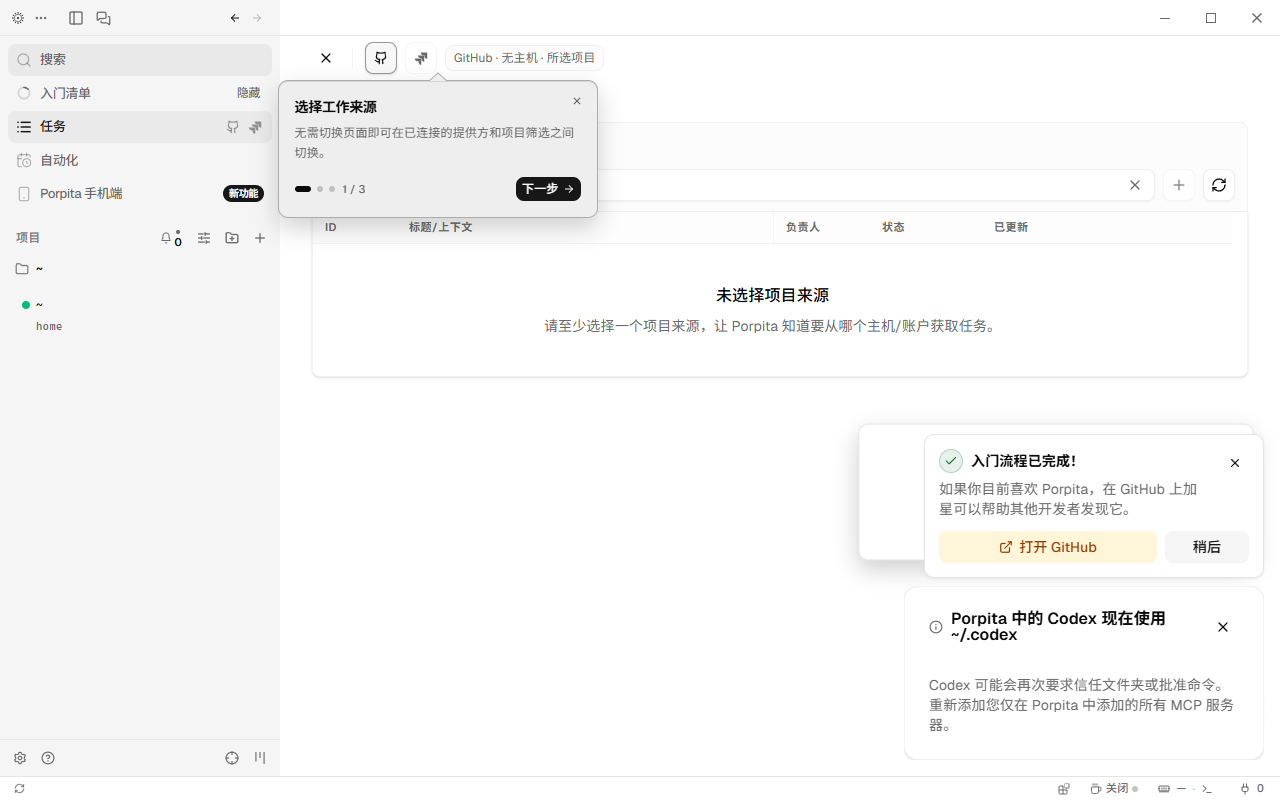 搜索
入门清单 隐藏
任务
自动化
Porpita 手机端 新功能
项目 0
~
~
home
GitHub · 无主机 · 所选项目
选择工作来源
无需切换页面即可在已连接的提供方和项目筛选之间
切换。
1 / 3 下一步
ID 标题/上下文 负责人 状态 已更新
未选择项目来源
请至少选择一个项目来源，让 Porpita 知道要从哪个主机/账户获取任务。
入门流程已完成！
如果你目前喜欢 Porpita，在 GitHub 上加
星可以帮助其他开发者发现它。
打开 GitHub 稍后
Porpita 中的 Codex 现在使用
~/.codex
Codex 可能会再次要求信任文件夹或批准命令。
重新添加您仅在 Porpita 中添加的所有 MCP 服务
器。
关闭 — · 0